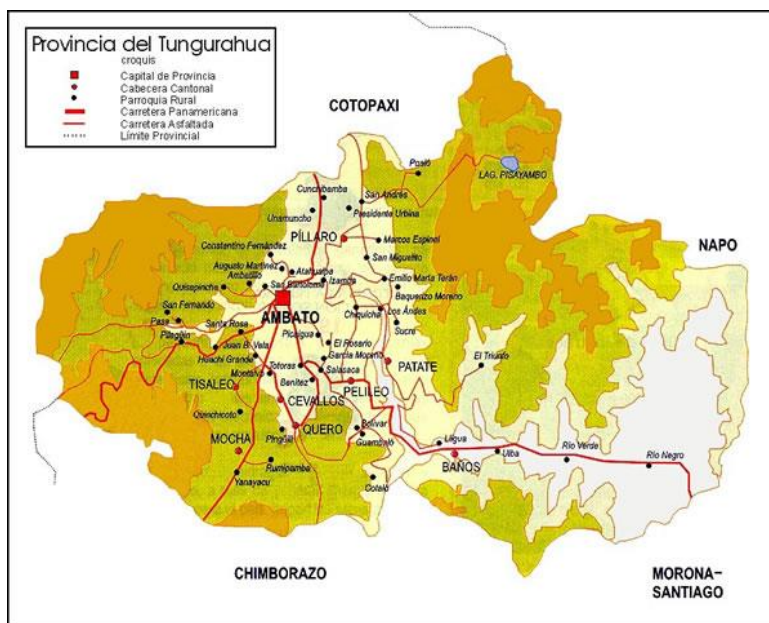 Provincia del Tungurahua
croquis
Capital de Provincia
Cabecera Cantonal
Parroquia Rural
Carretera Panamericana
Carretera Asfaltada
Límite Provincial
COTOPAXI
Poaló
LAG. PISAYAMBO
Cunchibamba
San Andrés
Unamuncho
Presidente Urbina
PÍLLARO
Marcos Espinel
NAPO
Constantino Fernández
San Miguelito
Augusto Martínez
Atahualpa
Ambatillo
Izamba
Emilio María Terán
Quisapincha
San Bartolomé
Baquerizo Moreno
San Fernando
AMBATO
Chiquicha
Los Andes
Pasa
Santa Rosa
Picaigua
Sucre
Pilagüín
Juan B. Vela
El Rosario
Huachi Grande
García Moreno
El Triunfo
Montalvo
Totoras
Salasaca
PATATE
TISALEO
Benítez
PELILEO
CEVALLOS
Qizinchicoto
QUERO
Bolívar
MOCHA
Pinguilí
Guambaló
Lligua
Ulba
Río Verde
Río Negro
BAÑOS
Rumipamba
Yanayacu
Cotaló
CHIMBORAZO
MORONA-
SANTIAGO